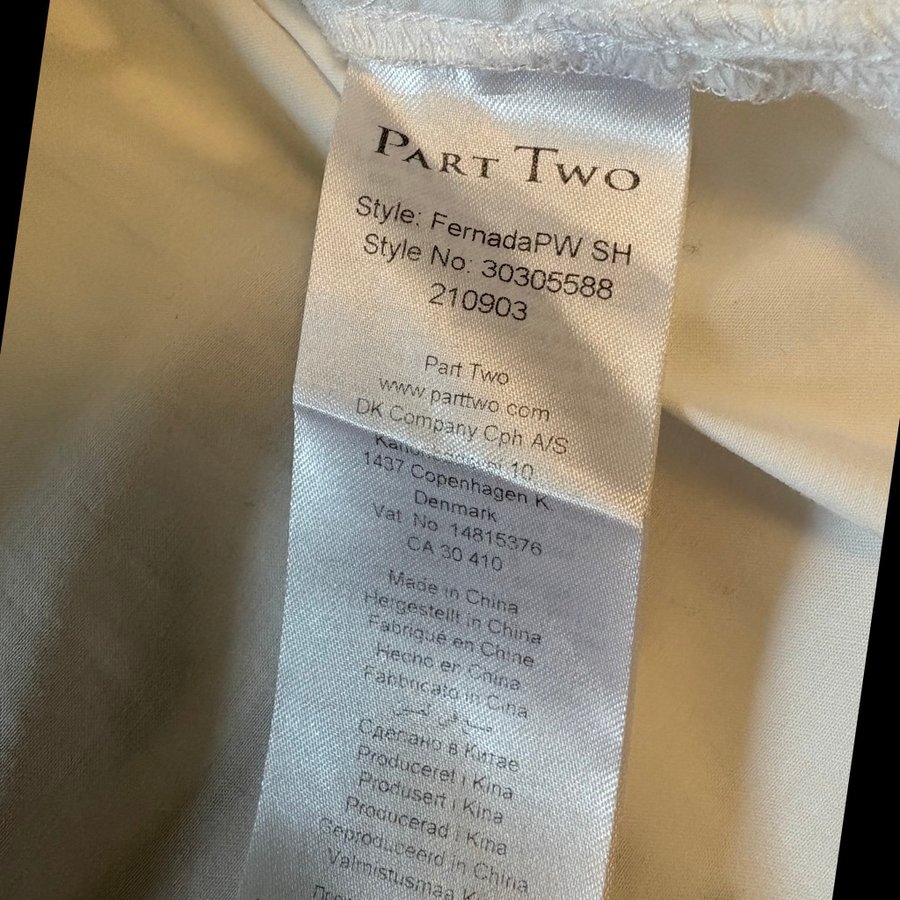 PART TWO
Style: FernadaPW SH
Style No: 30305588
210903
Part Two
www.parttwo.com
DK Company Cph A/S
10
1437 Copenhagen K.
Denmark
Vat. No 14815376
CA 30 410
Made in China
Hergestellt in China
Fabriqué en Chine
Hecho en China
Fabbricato in Cina
Сделано в Китае
Produceret i Kina
Produsert i Kina
Producerad i Kina
Geproduceerd in China
Valmistusmaa